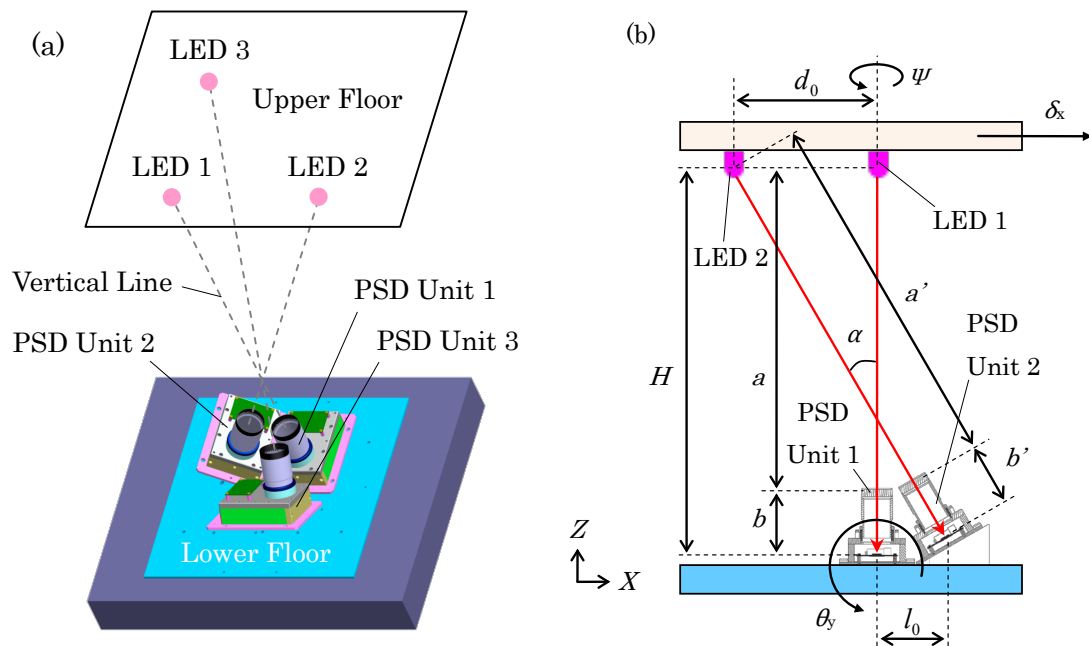 (a)
LED 3
Upper Floor
LED 1
LED 2
Vertical Line
PSD Unit 1
PSD Unit 2
PSD Unit 3
Lower Floor
(b)
d₀
Ψ
δₓ
LED 1
LED 2
a'
α
PSD
Unit 2
H
a
PSD
Unit 1
b'
b
Z
X
θy
l₀